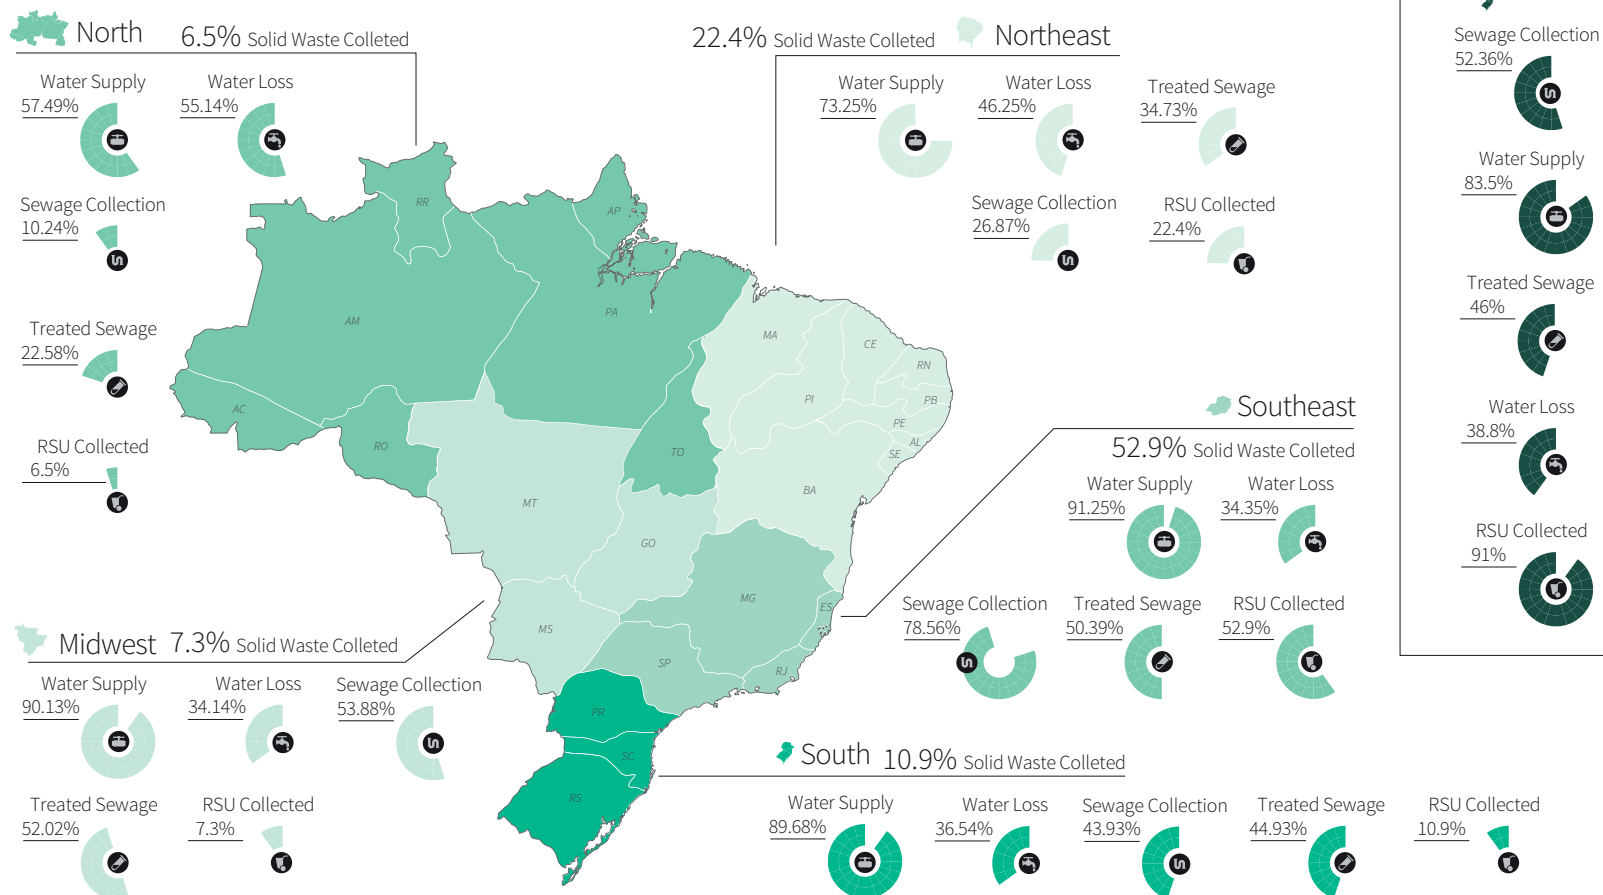 North
6.5% Solid Waste Colleted
Water Supply
57.49%
Water Loss
55.14%
Sewage Collection
10.24%
Treated Sewage
22.58%
RSU Collected
6.5%
22.4% Solid Waste Colleted
Northeast
Water Supply
73.25%
Water Loss
46.25%
Treated Sewage
34.73%
Sewage Collection
26.87%
RSU Collected
22.4%
Sewage Collection
52.36%
Water Supply
83.5%
Treated Sewage
46%
Water Loss
38.8%
RSU Collected
91%
RR
AP
AM
PA
MA
CE
RN
PB
PI
PE
AL
SE
AC
RO
TO
BA
MT
GO
MG
ES
MS
SP
RJ
PR
SC
RS
Southeast
52.9% Solid Waste Colleted
Water Supply
91.25%
Water Loss
34.35%
Sewage Collection
78.56%
Treated Sewage
50.39%
RSU Collected
52.9%
Midwest
7.3% Solid Waste Colleted
Water Supply
90.13%
Water Loss
34.14%
Sewage Collection
53.88%
Treated Sewage
52.02%
RSU Collected
7.3%
South
10.9% Solid Waste Colleted
Water Supply
89.68%
Water Loss
36.54%
Sewage Collection
43.93%
Treated Sewage
44.93%
RSU Collected
10.9%